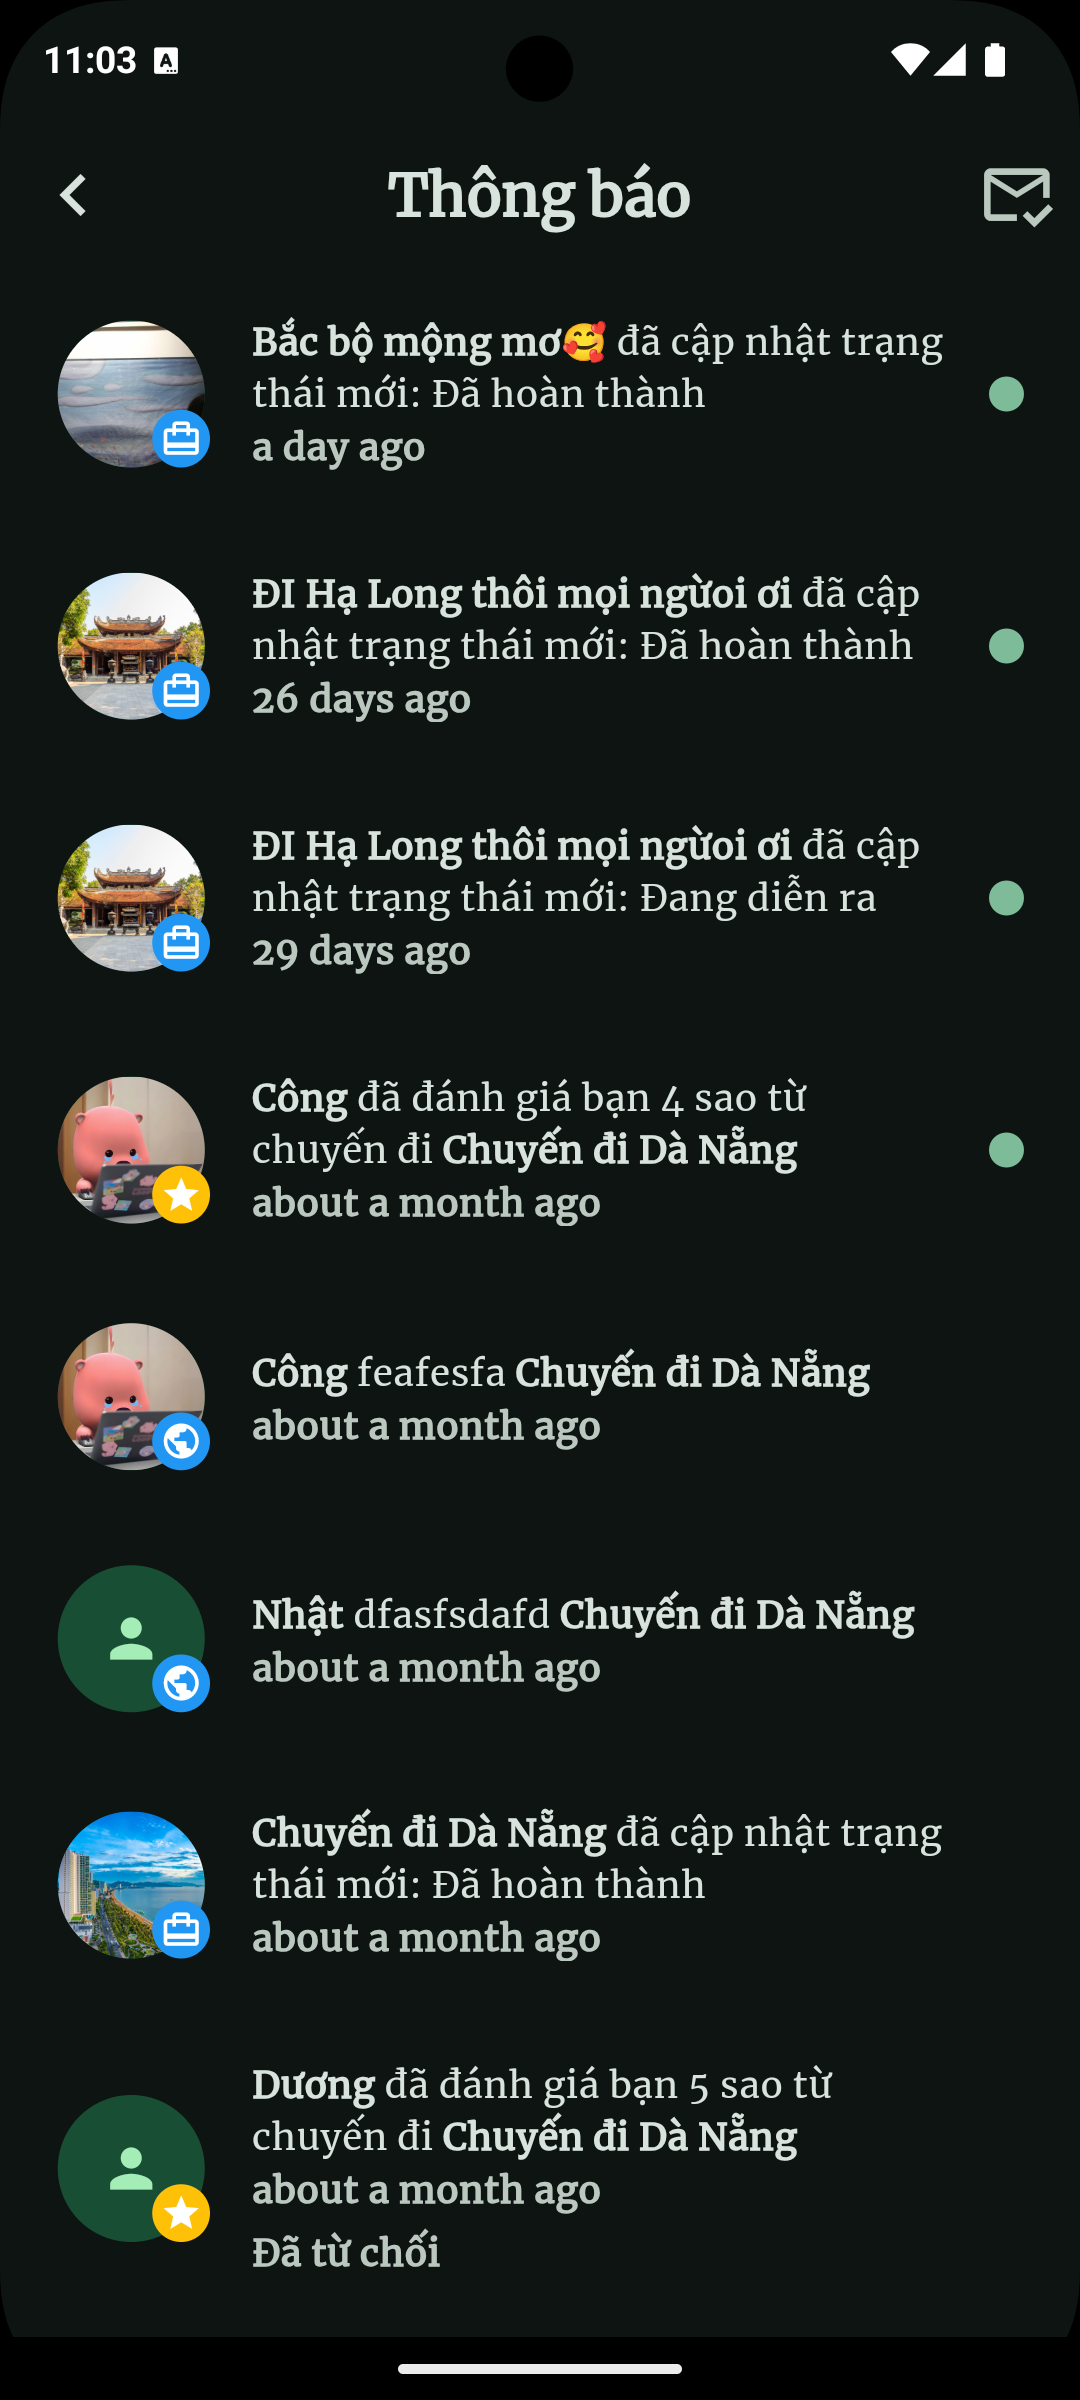 11:03
Thông báo
Bắc bộ mộng mơ🥰 đã cập nhật trạng
thái mới: Đã hoàn thành
a day ago
ĐI Hạ Long thôi mọi người ơi đã cập
nhật trạng thái mới: Đã hoàn thành
26 days ago
ĐI Hạ Long thôi mọi người ơi đã cập
nhật trạng thái mới: Đang diễn ra
29 days ago
Công đã đánh giá bạn 4 sao từ
chuyến đi Chuyến đi Dà Nẵng
about a month ago
Công feafesfa Chuyến đi Dà Nẵng
about a month ago
Nhật dfasfsdafd Chuyến đi Dà Nẵng
about a month ago
Chuyến đi Dà Nẵng đã cập nhật trạng
thái mới: Đã hoàn thành
about a month ago
Dương đã đánh giá bạn 5 sao từ
chuyến đi Chuyến đi Dà Nẵng
about a month ago
Đã từ chối